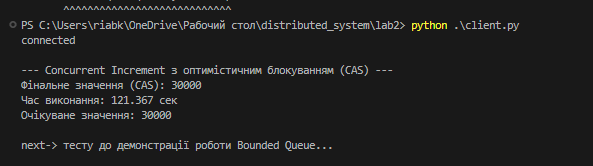 ^^^^^^^^^^^^^^^^^^^^^^^^^^^^
PS C:\Users\riabk\OneDrive\Рабочий стол\distributed_system\lab2> python .\client.py
connected
--- Concurrent Increment з оптимістичним блокуванням (CAS) ---
Фінальне значення (CAS): 30000
Час виконання: 121.367 сек
Очікуване значення: 30000
next-> тесту до демонстрації роботи Bounded Queue...